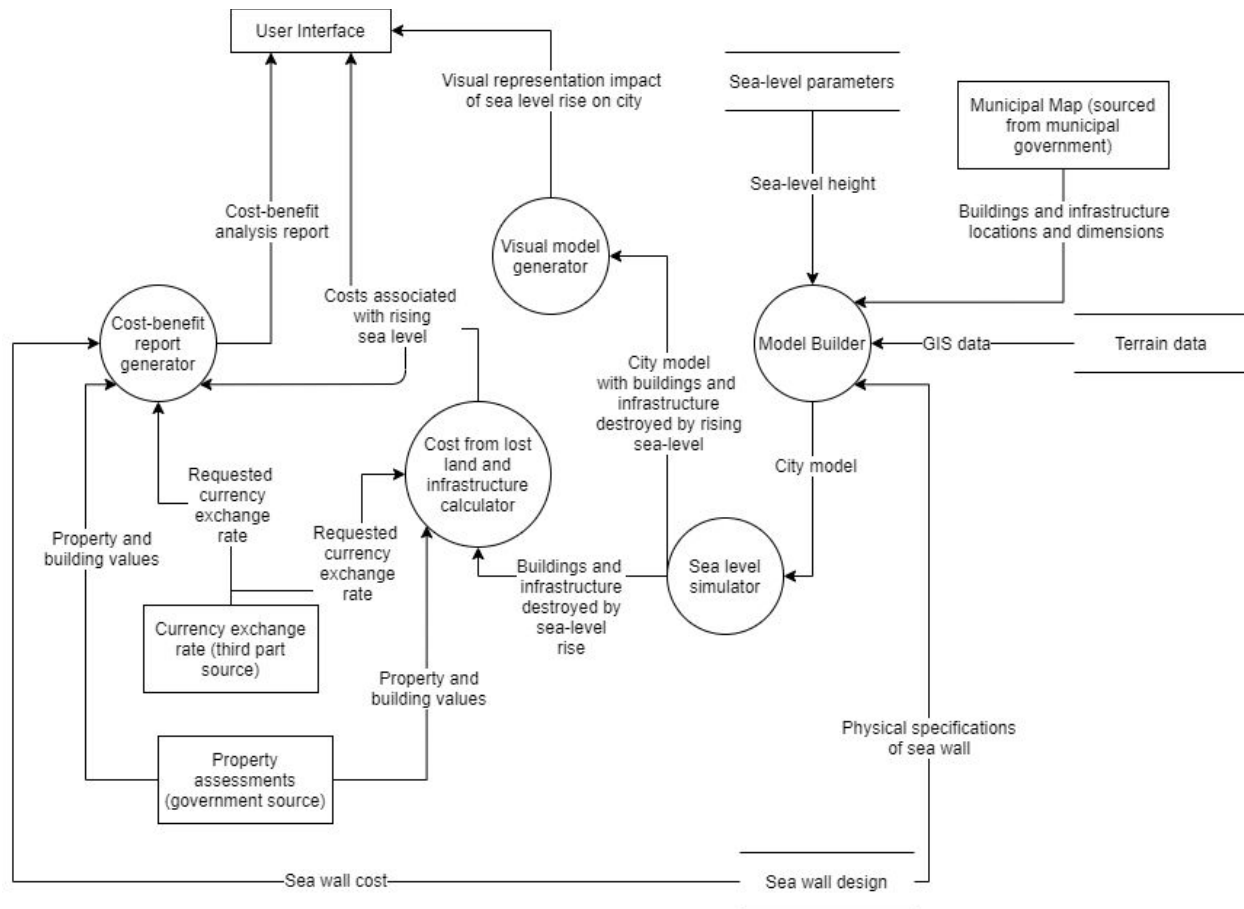 User Interface
Visual representation impact
of sea level rise on city
Sea-level parameters
Municipal Map (sourced
from municipal
government)
Sea-level height
Cost-benefit
analysis report
Buildings and infrastructure
locations and dimensions
Visual model
generator
Costs associated
with rising
sea level
Cost-benefit
report
generator
Model Builder
GIS data
Terrain data
City model
with buildings and
infrastructure
destroyed by rising
sea-level
Cost from lost
land and
infrastructure
calculator
City model
Requested
currency
exchange
rate
Requested
currency
exchange
rate
Property and
building values
Buildings and
infrastructure
destroyed by
sea-level
rise
Sea level
simulator
Currency exchange
rate (third part
source)
Property and
building values
Physical specifications
of sea wall
Property
assessments
(government source)
Sea wall cost
Sea wall design